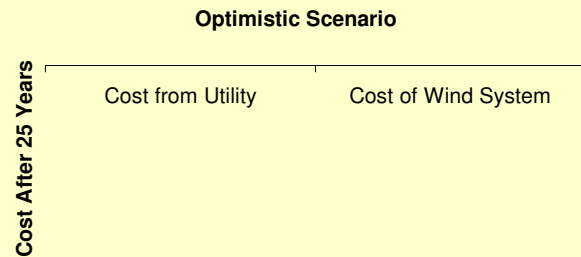 Optimistic Scenario
Cost from Utility
Cost of Wind System
Cost After 25 Years